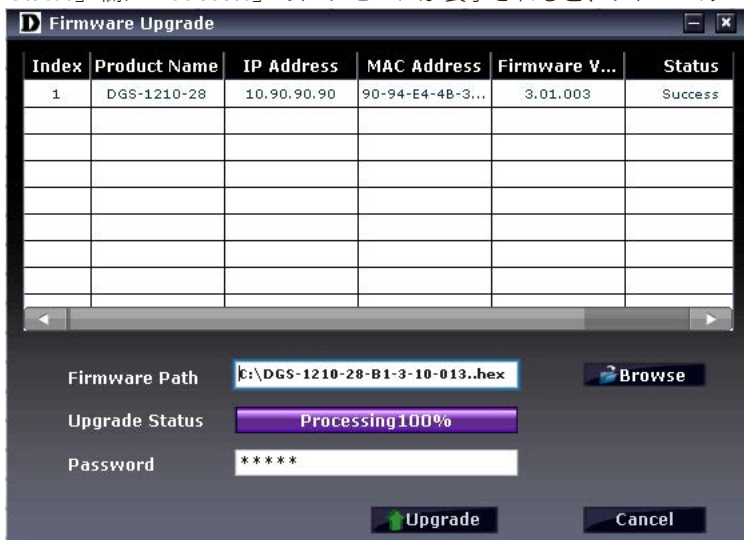 D Firmware Upgrade
Index Product Name IP Address MAC Address Firmware V... Status
1 DGS-1210-28 10.90.90.90 90-94-E4-4B-3... 3.01.003 Success
Firmware Path C:\DGS-1210-28-B1-3-10-013..hex Browse
Upgrade Status Processing100%
Password *****
Upgrade Cancel